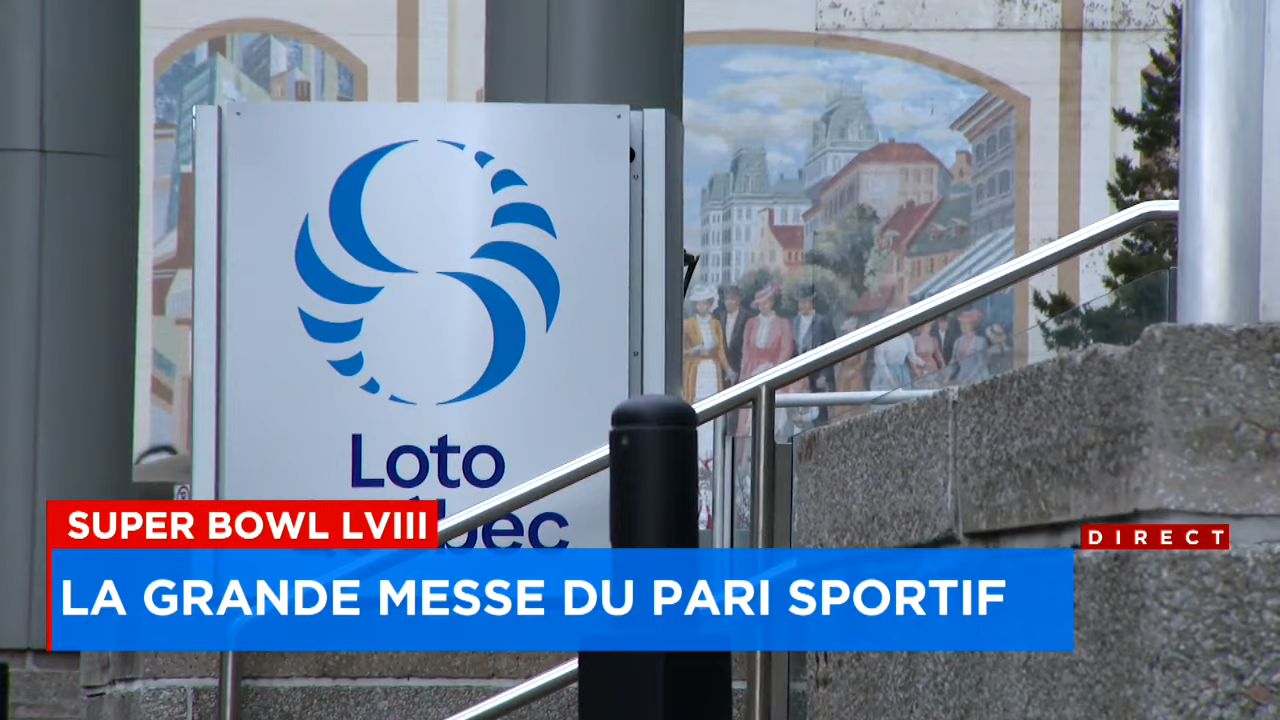 Loto
SUPER BOWL LVIII
DIRECT
LA GRANDE MESSE DU PARI SPORTIF